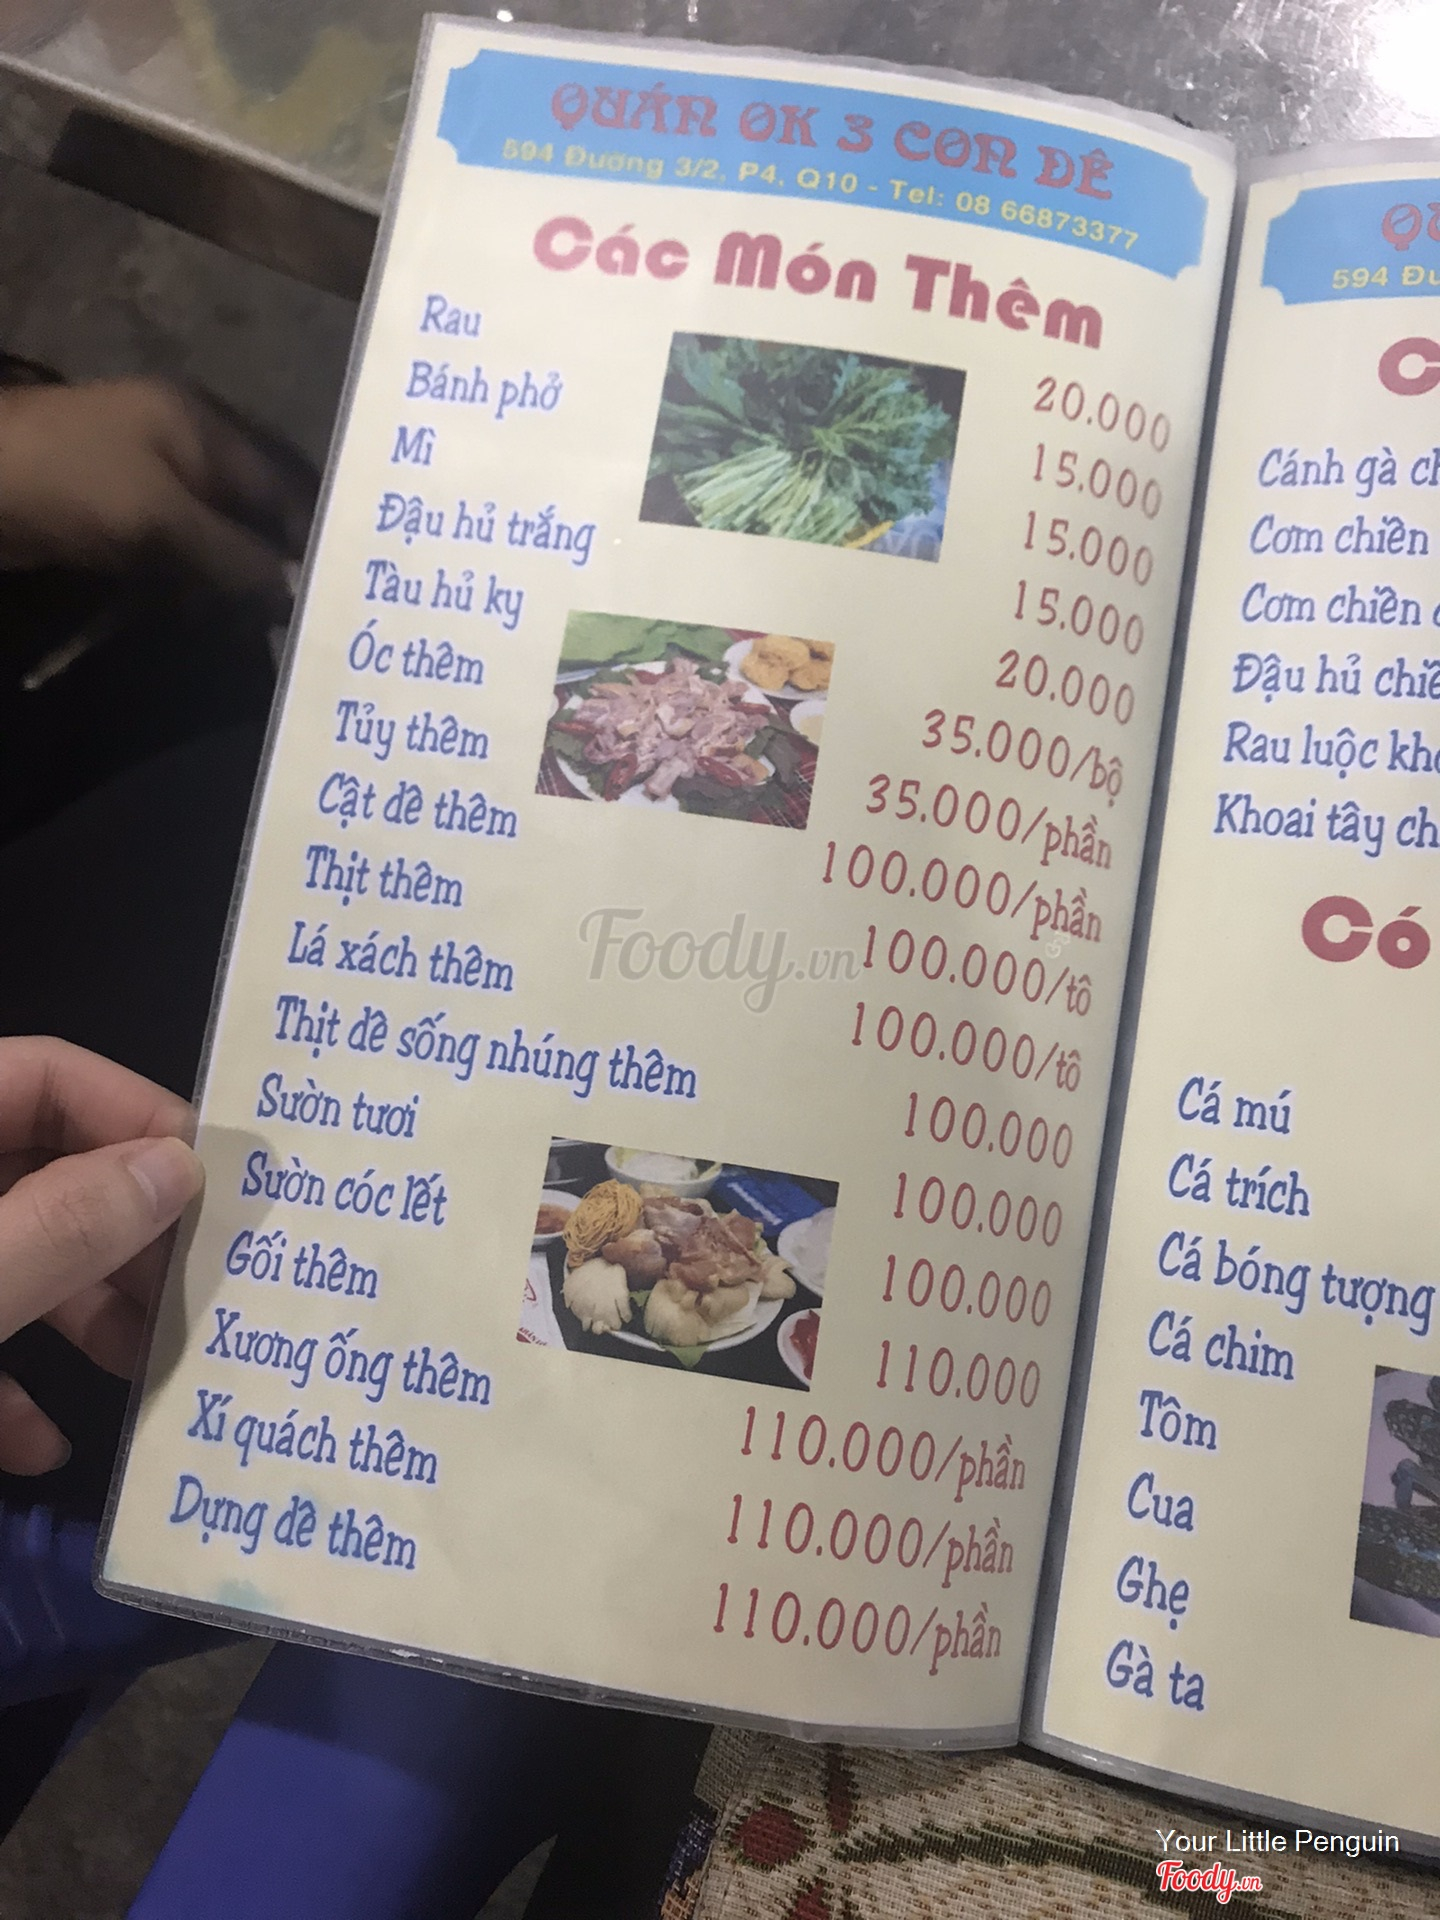 QUÁN OK 3 CON DÊ
594 Đường 3/2, P4, Q10 - Tel: 08 66873377
Các Món Thêm
Rau 20.000
Bánh phở 15.000
Mì 15.000
Đậu hủ trắng 15.000
Tàu hủ ky 20.000
Óc thêm 35.000/bộ
Tủy thêm 35.000/phần
Cật dê thêm 100.000/phần
Thịt thêm 100.000/tô
Lá xách thêm 100.000/tô
Thịt dê sống nhúng thêm 100.000
Sườn tươi 100.000
Sườn cóc lết 100.000
Gối thêm 110.000
Xương ống thêm 110.000/phần
Xí quách thêm 110.000/phần
Dựng dê thêm 110.000/phần
Foody.vn
594
Cánh gà
Cơm chiền
Cơm chiền
Đậu hủ
Rau luộc
Khoai tây
Có
Cá mú
Cá trích
Cá bóng tượng
Cá chim
Tôm
Cua
Ghẹ
Gà ta
Your Little Penguin
Foody.vn